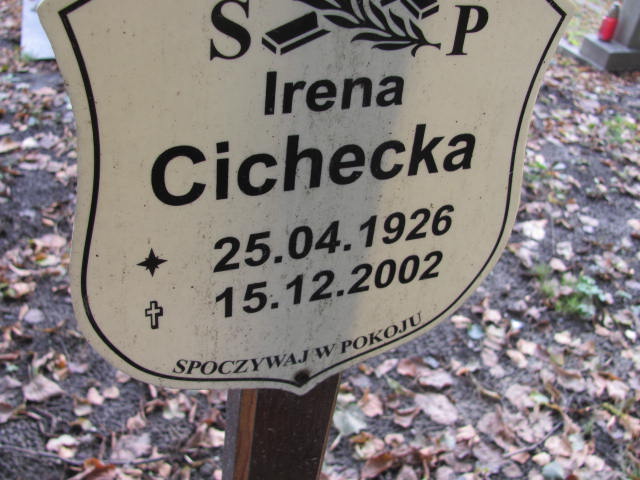 S P
Irena
Cichecka
25.04.1926
15.12.2002
SPOCZYWAJ W POKOJU